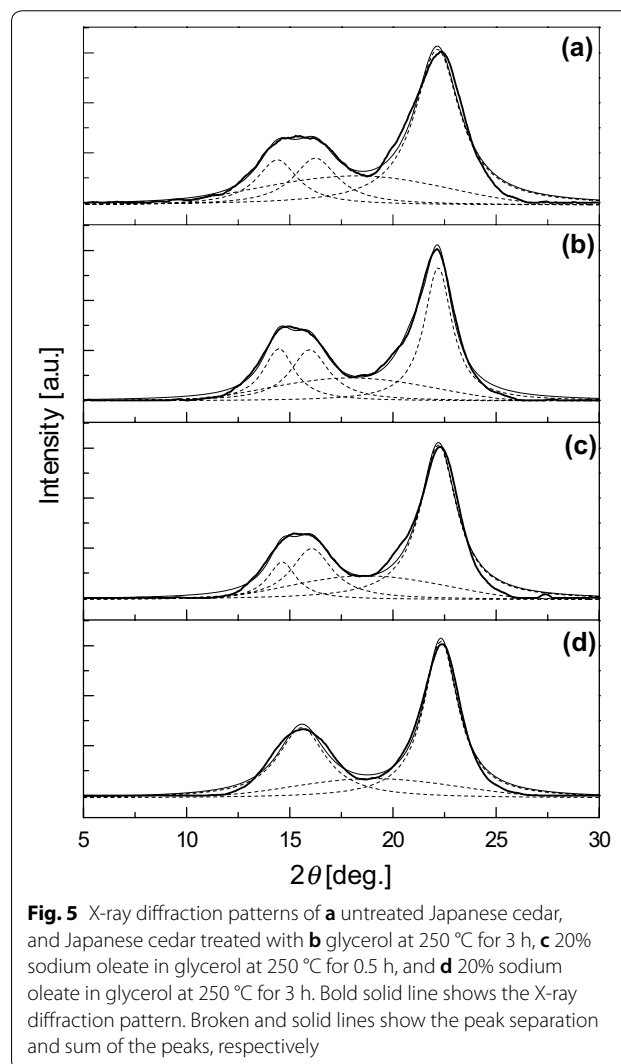 (a)
(b)
(c)
(d)
Intensity [a.u.]
5 10 15 20 25 30
2θ [deg.]
Fig. 5 X-ray diffraction patterns of a untreated Japanese cedar,
and Japanese cedar treated with b glycerol at 250 °C for 3 h, c 20%
sodium oleate in glycerol at 250 °C for 0.5 h, and d 20% sodium
oleate in glycerol at 250 °C for 3 h. Bold solid line shows the X-ray
diffraction pattern. Broken and solid lines show the peak separation
and sum of the peaks, respectively